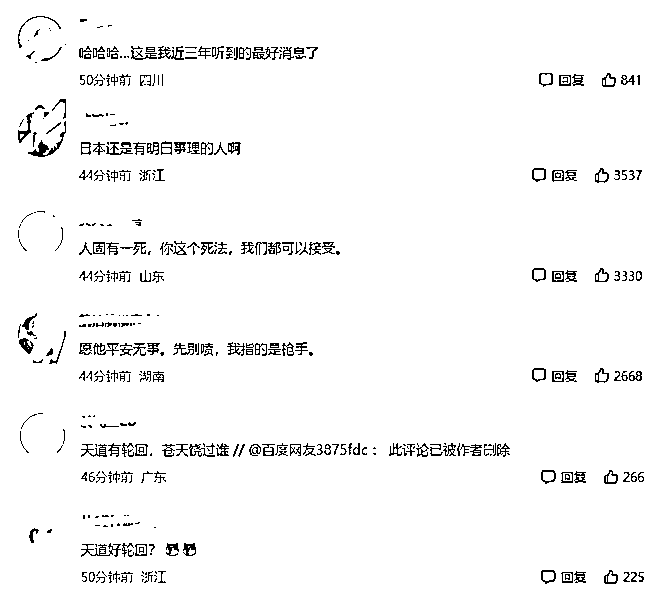 哈哈哈...这是我近三年听到的最好消息了
50分钟前 四川 回复 841
日本还是有明白事理的人啊
44分钟前 浙江 回复 3537
人固有一死，你这个死法，我们都可以接受。
44分钟前 山东 回复 3330
愿他平安无事。先别喷，我指的是枪手。
44分钟前 湖南 回复 2668
天道有轮回，苍天饶过谁 // @百度网友3875fdc： 此评论已被作者删除
46分钟前 广东 回复 266
天道好轮回？
50分钟前 浙江 回复 225